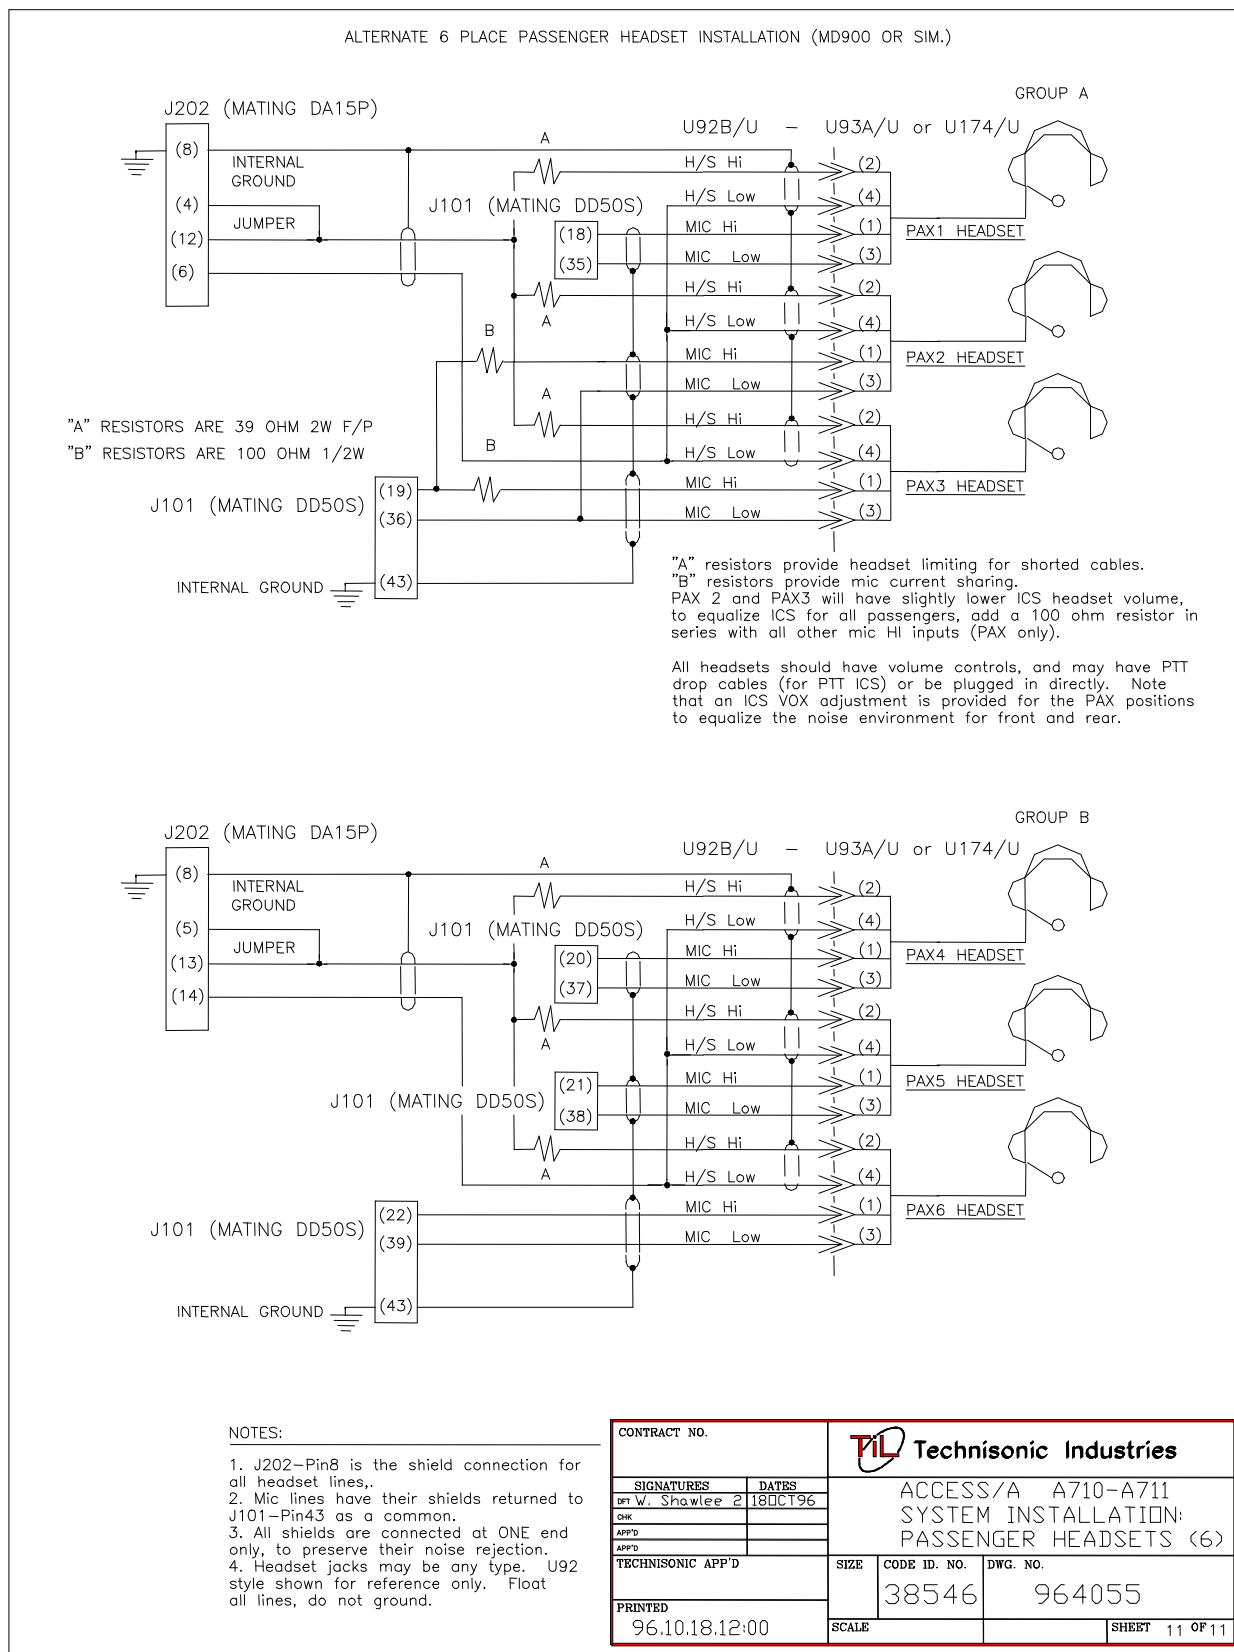 ALTERNATE 6 PLACE PASSENGER HEADSET INSTALLATION (MD900 OR SIM.)
GROUP A
J202 (MATING DA15P)
U92B/U – U93A/U or U174/U
(8)
INTERNAL
GROUND
(4)
JUMPER
(12)
(6)
A
H/S Hi
(2)
H/S Low
(4)
J101 (MATING DD50S)
(18)
MIC Hi
(1)
(35)
MIC Low
(3)
PAX1 HEADSET
H/S Hi
(2)
A
H/S Low
(4)
B
MIC Hi
(1)
PAX2 HEADSET
MIC Low
(3)
A
H/S Hi
(2)
"A" RESISTORS ARE 39 OHM 2W F/P
"B" RESISTORS ARE 100 OHM 1/2W
B
H/S Low
(4)
J101 (MATING DD50S)
(19)
MIC Hi
(1)
PAX3 HEADSET
(36)
MIC Low
(3)
INTERNAL GROUND
(43)
"A" resistors provide headset limiting for shorted cables.
"B" resistors provide mic current sharing.
PAX 2 and PAX3 will have slightly lower ICS headset volume,
to equalize ICS for all passengers, add a 100 ohm resistor in
series with all other mic HI inputs (PAX only).
All headsets should have volume controls, and may have PTT
drop cables (for PTT ICS) or be plugged in directly. Note
that an ICS VOX adjustment is provided for the PAX positions
to equalize the noise environment for front and rear.
GROUP B
J202 (MATING DA15P)
U92B/U – U93A/U or U174/U
(8)
INTERNAL
GROUND
(5)
JUMPER
(13)
(14)
A
H/S Hi
(2)
H/S Low
(4)
J101 (MATING DD50S)
(20)
MIC Hi
(1)
(37)
MIC Low
(3)
PAX4 HEADSET
H/S Hi
(2)
A
H/S Low
(4)
J101 (MATING DD50S)
(21)
MIC Hi
(1)
PAX5 HEADSET
(38)
MIC Low
(3)
H/S Hi
(2)
A
H/S Low
(4)
J101 (MATING DD50S)
(22)
MIC Hi
(1)
PAX6 HEADSET
(39)
MIC Low
(3)
INTERNAL GROUND
(43)
NOTES:
1. J202–Pin8 is the shield connection for
all headset lines,.
2. Mic lines have their shields returned to
J101–Pin43 as a common.
3. All shields are connected at ONE end
only, to preserve their noise rejection.
4. Headset jacks may be any type. U92
style shown for reference only. Float
all lines, do not ground.
CONTRACT NO.
TiL Technisonic Industries
SIGNATURES DATES
DFT W. Shawlee 2 18OCT96
CHK
APP'D
APP'D
ACCESS/A A710–A711
SYSTEM INSTALLATION:
PASSENGER HEADSETS (6)
TECHNISONIC APP'D
SIZE
CODE ID. NO.
38546
DWG. NO.
964055
PRINTED
96.10.18.12:00
SCALE
SHEET 11 OF 11